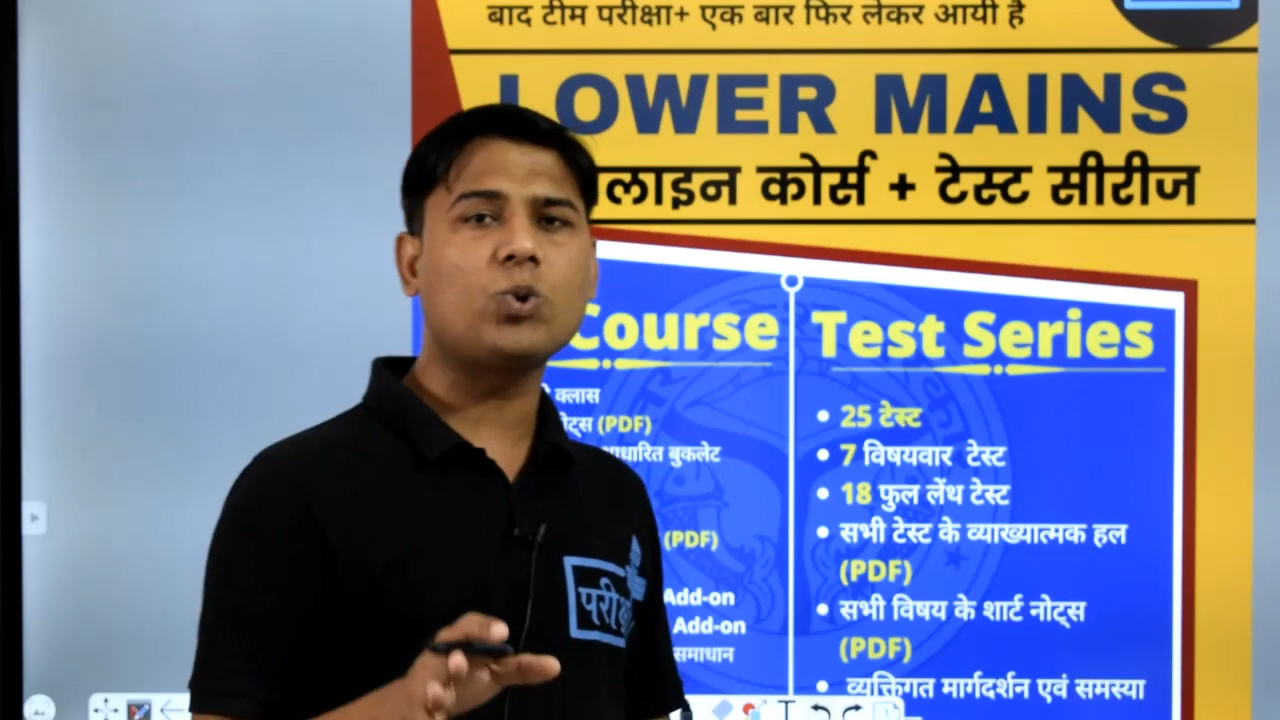 बाद टीम परीक्षा+ एक बार फिर लेकर आयी है
LOWER MAINS
लाइन कोर्स + टेस्ट सीरीज
Course
क्लास
(PDF)
आधारित बुकलेट
(PDF)
Add-on
Add-on
समाधान
Test Series
• 25 टेस्ट
• 7 विषयवार टेस्ट
• 18 फुल लेंथ टेस्ट
• सभी टेस्ट के व्याख्यात्मक हल
(PDF)
• सभी विषय के शार्ट नोट्स
(PDF)
• व्यक्तिगत मार्गदर्शन एवं समस्या